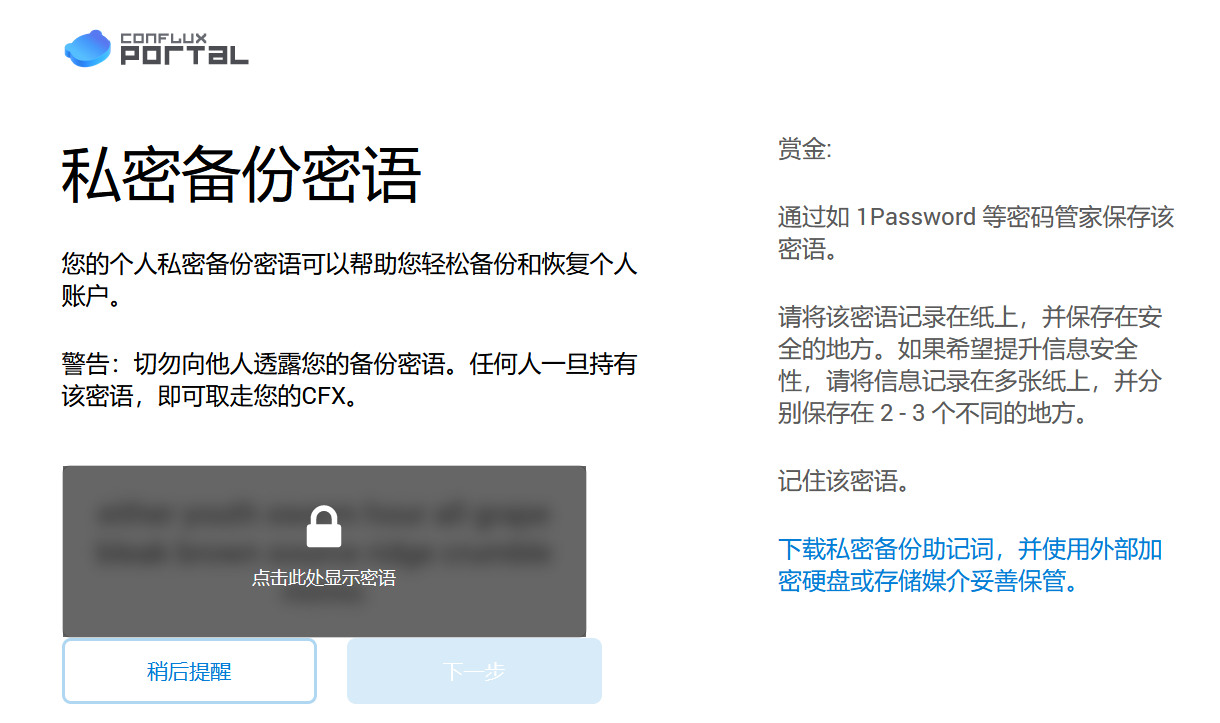 CONFLUX
PORTAL
私密备份密语
您的个人私密备份密语可以帮助您轻松备份和恢复个人
账户。
警告：切勿向他人透露您的备份密语。任何人一旦持有
该密语，即可取走您的CFX。
点击此处显示密语
稍后提醒
下一步
赏金:
通过如 1Password 等密码管家保存该
密语。
请将该密语记录在纸上，并保存在安
全的地方。如果希望提升信息安全
性，请将信息记录在多张纸上，并分
别保存在 2 - 3 个不同的地方。
记住该密语。
下载私密备份助记词，并使用外部加
密硬盘或存储媒介妥善保管。